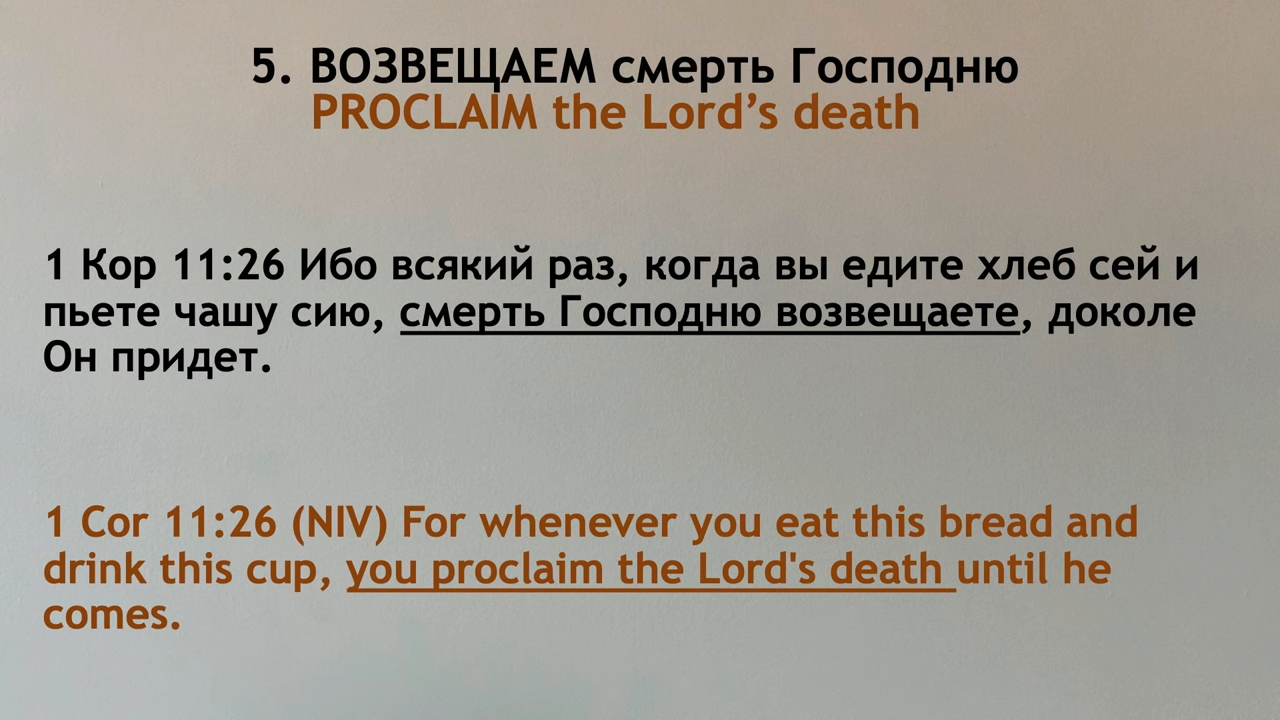 5. ВОЗВЕЩАЕМ смерть Господню
PROCLAIM the Lord’s death
1 Кор 11:26 Ибо всякий раз, когда вы едите хлеб сей и
пьете чашу сию, смерть Господню возвещаете, доколе
Он придет.
1 Cor 11:26 (NIV) For whenever you eat this bread and
drink this cup, you proclaim the Lord's death until he
comes.